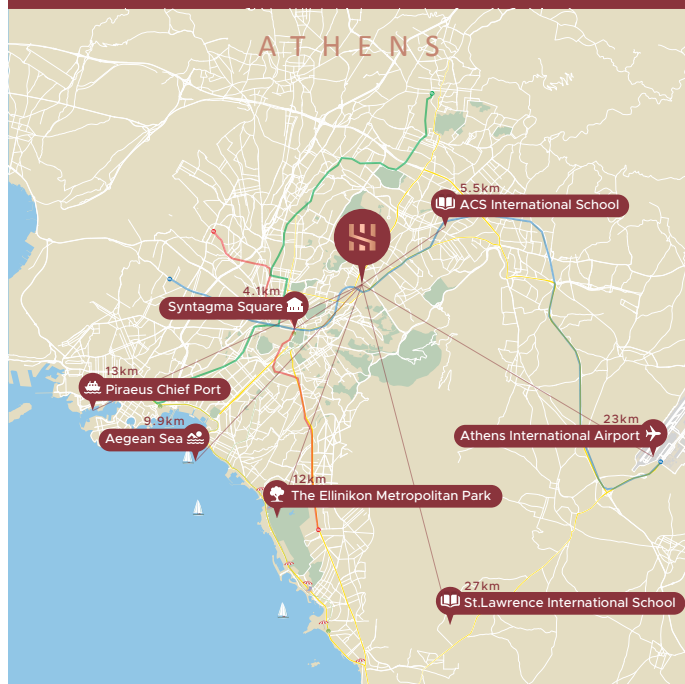 ATHENS
5.5km
ACS International School
4.1km
Syntagma Square
13km
Piraeus Chief Port
9.9km
Aegean Sea
23km
Athens International Airport
12km
The Ellinikon Metropolitan Park
27km
St.Lawrence International School